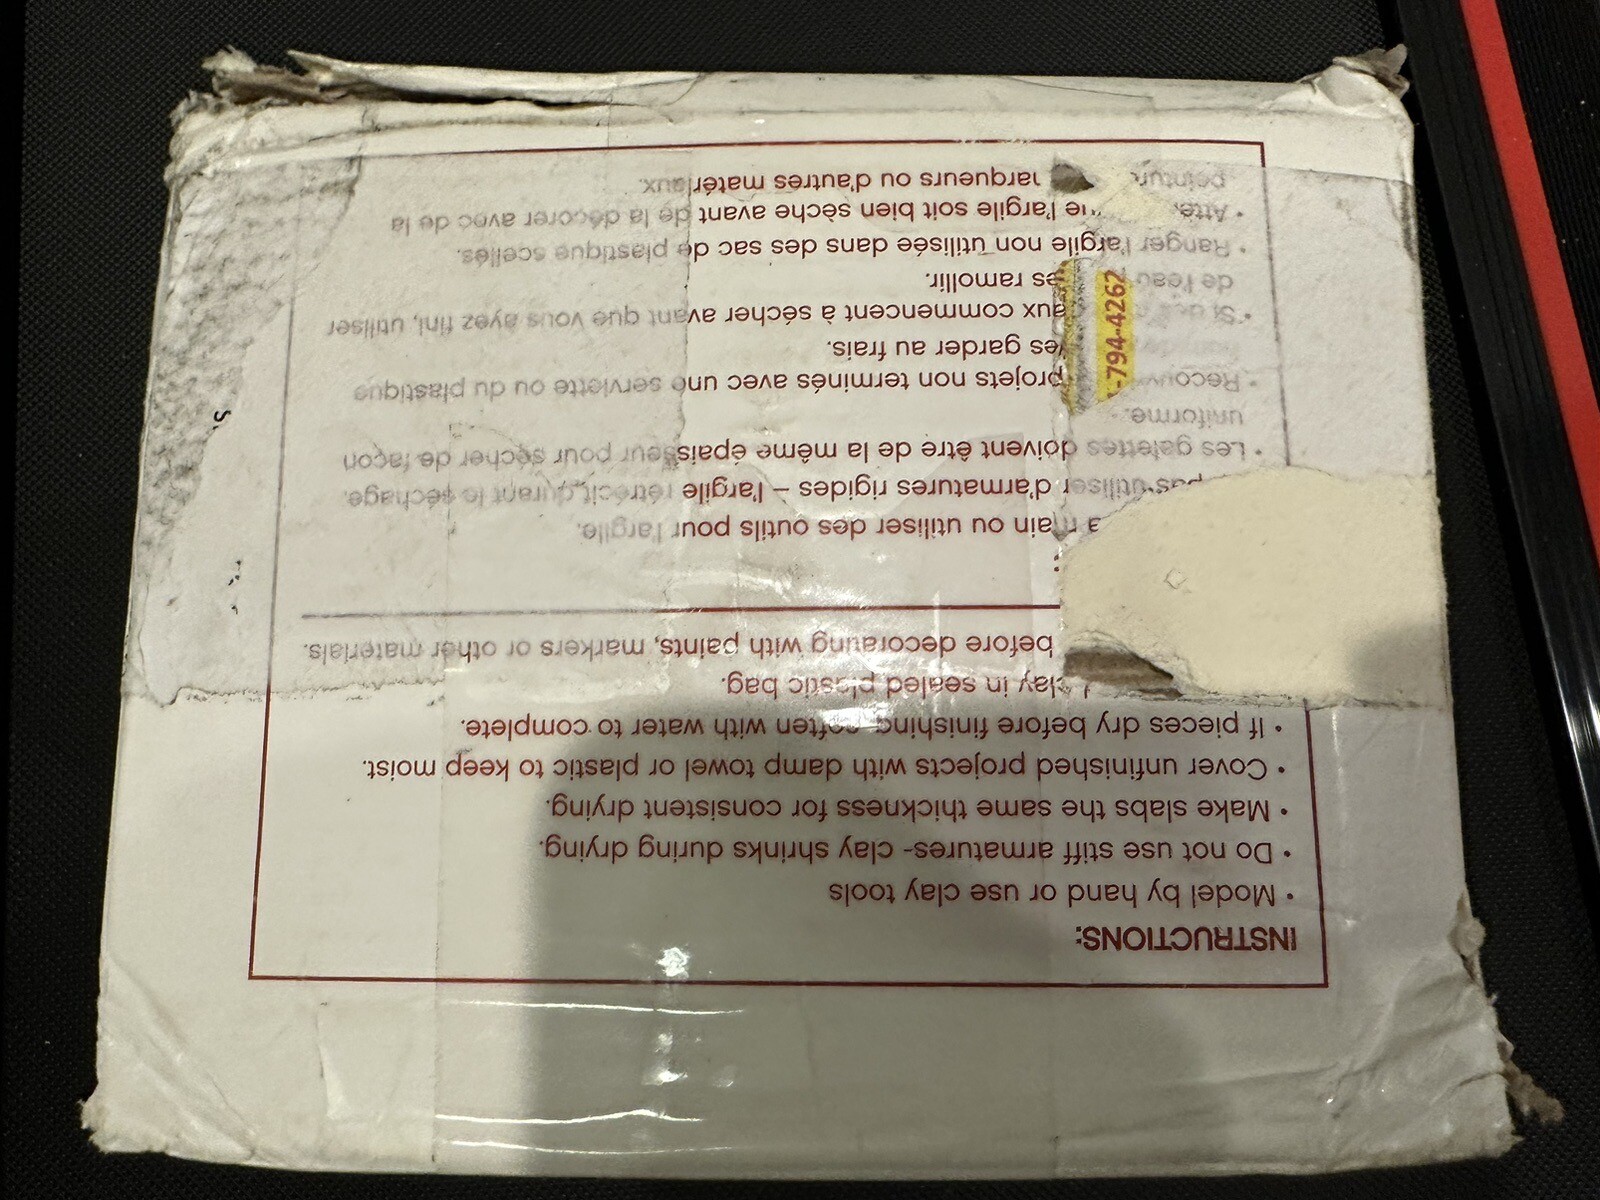 INSTRUCTIONS:
• Model by hand or use clay tools
• Do not use stiff armatures- clay shrinks during drying.
• Make slabs the same thickness for consistent drying.
• Cover unfinished projects with damp towel or plastic to keep moist.
• If pieces dry before finishing, soften with water to complete.
clay in sealed plastic bag.
before decorating with paints, markers or other materials.
:
main ou utiliser des outils pour l'argile.
pas utiliser d'armatures rigides – l'argile rétrécit durant le séchage.
• Les galettes doivent être de la même épaisseur pour sécher de façon
uniforme.
• projets non terminés avec une serviette ou du plastique
les garder au frais.
• Si des commencent à sécher avant que vous ayez fini, utiliser
de l'eau les ramollir.
• Ranger l'argile non utilisée dans des sac de plastique scellés.
• l'argile soit bien sèche avant de la décorer avec de la
marqueurs ou d'autres matériaux.
-794-4262
s